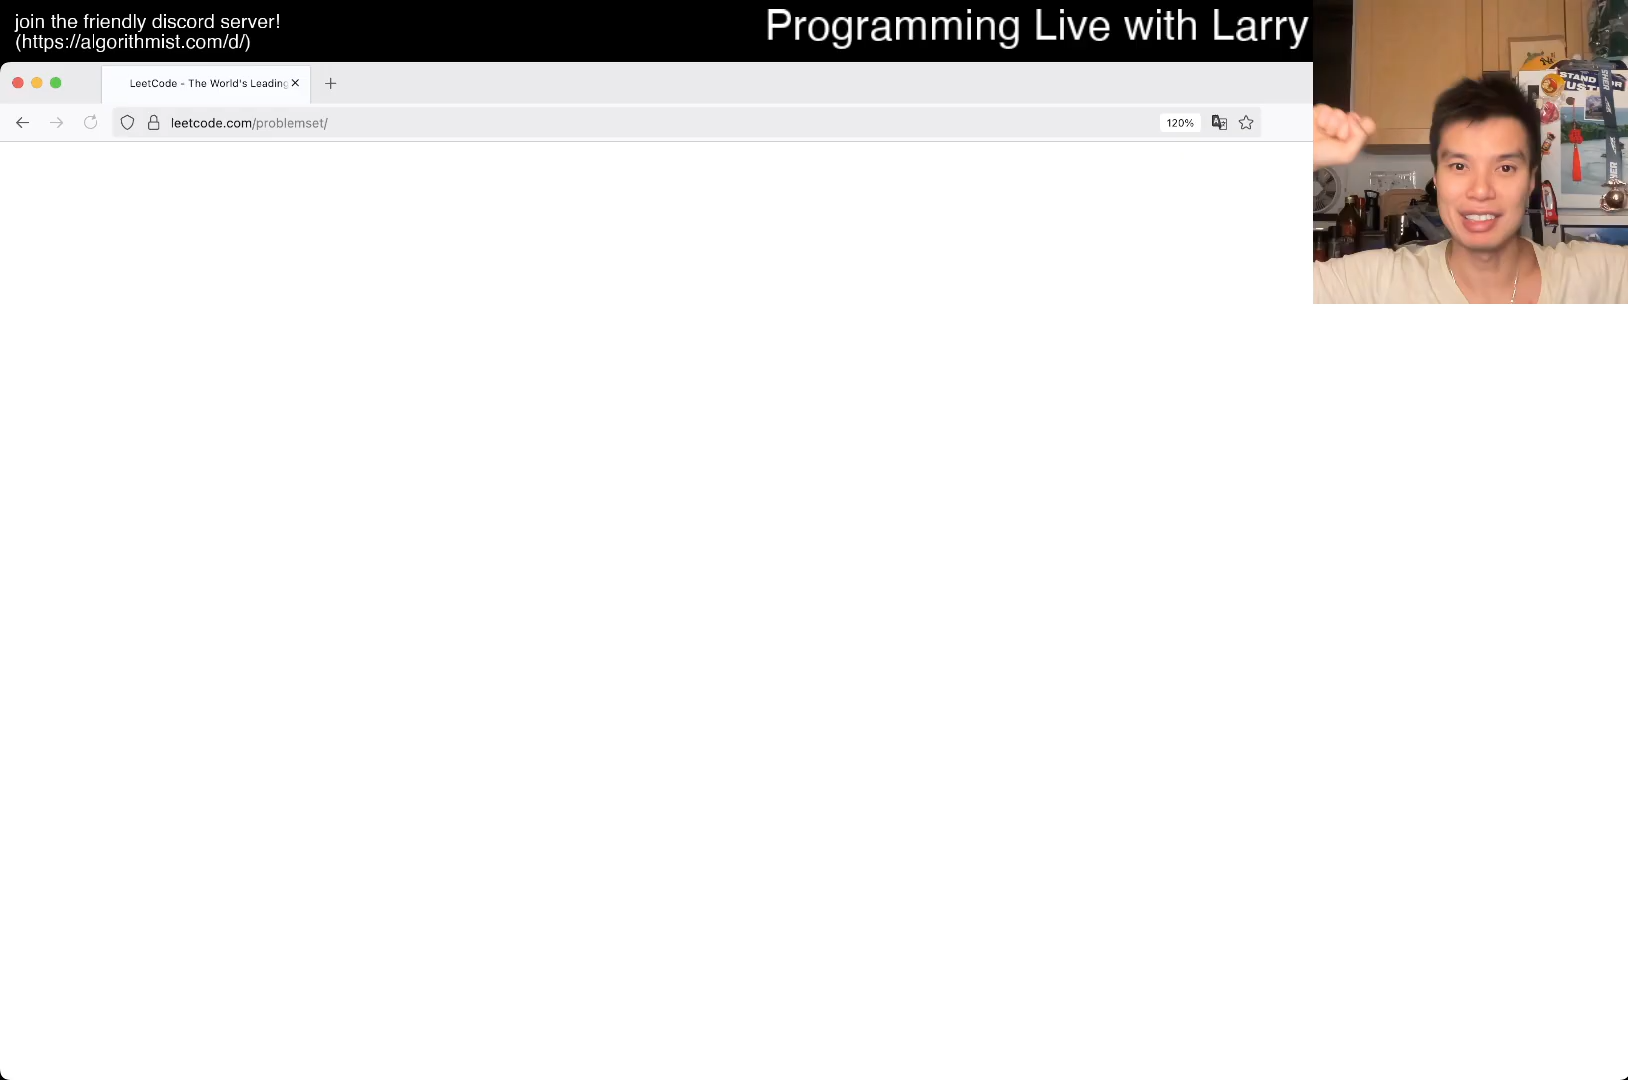 join the friendly discord server!
(https://algorithmist.com/d/)
Programming Live with Larry
LeetCode - The World's Leading
leetcode.com/problemset/
120%
STAND